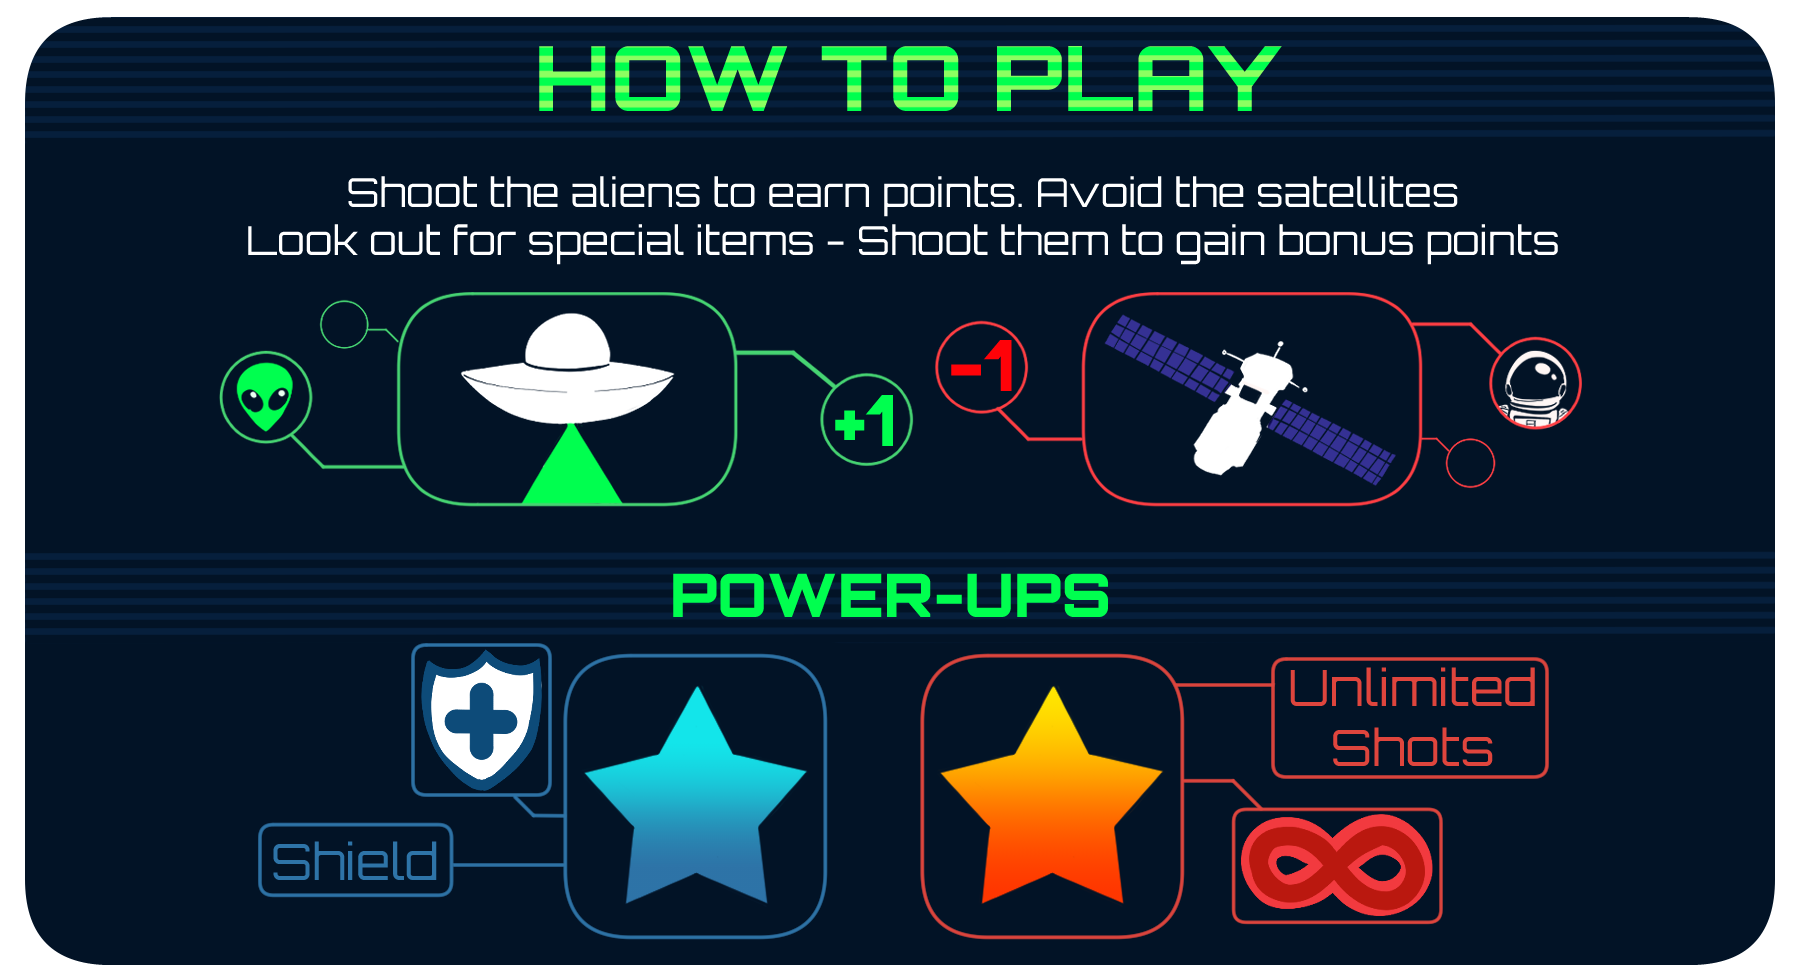 HOW TO PLAY
Shoot the aliens to earn points. Avoid the satellites
Look out for special items - Shoot them to gain bonus points
+1
-1
POWER-UPS
Shield
Unlimited
Shots